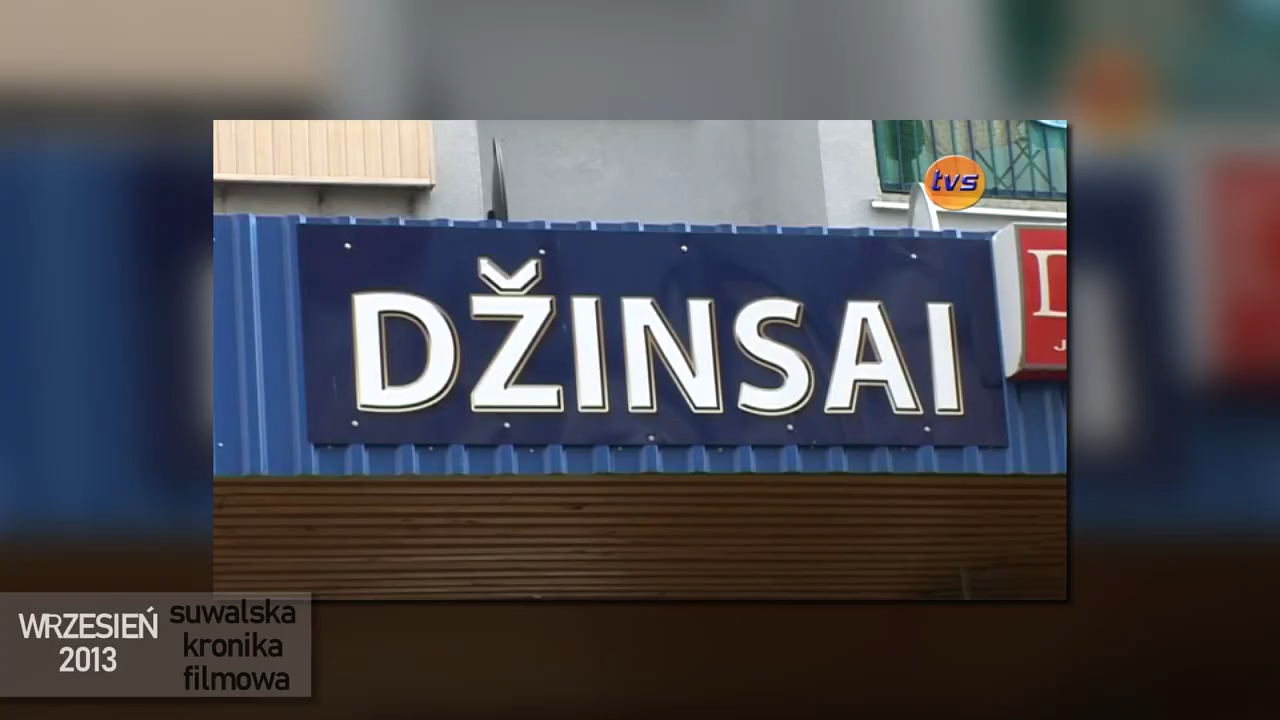 tvs
DŽINSAI
D
J
WRZESIEŃ
2013
suwalska
kronika
filmowa